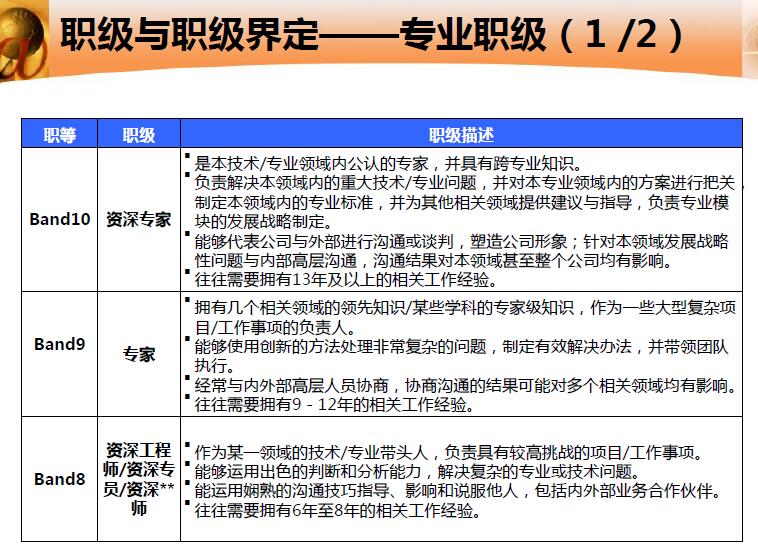 职级与职级界定——专业职级（1 /2）
职等 职级 职级描述
Band10 资深专家
▪ 是本技术/专业领域内公认的专家，并具有跨专业知识。
▪ 负责解决本领域内的重大技术/专业问题，并对本专业领域内的方案进行把关，
制定本领域内的专业标准，并为其他相关领域提供建议与指导，负责专业模
块的发展战略制定。
▪ 能够代表公司与外部进行沟通或谈判，塑造公司形象；针对本领域发展战略
性问题与内部高层沟通，沟通结果对本领域甚至整个公司均有影响。
▪ 往往需要拥有13年及以上的相关工作经验。
Band9 专家
▪ 拥有几个相关领域的领先知识/某些学科的专家级知识，作为一些大型复杂项
目/工作事项的负责人。
▪ 能够使用创新的方法处理非常复杂的问题，制定有效解决办法，并带领团队
执行。
▪ 经常与内外部高层人员协商，协商沟通的结果可能对多个相关领域均有影响。
▪ 往往需要拥有9－12年的相关工作经验。
Band8
资深工程
师/资深专
员/资深**
师
▪ 作为某一领域的技术/专业带头人，负责具有较高挑战的项目/工作事项。
▪ 能够运用出色的判断和分析能力，解决复杂的专业或技术问题。
▪ 能运用娴熟的沟通技巧指导、影响和说服他人，包括内外部业务合作伙伴。
▪ 往往需要拥有6年至8年的相关工作经验。